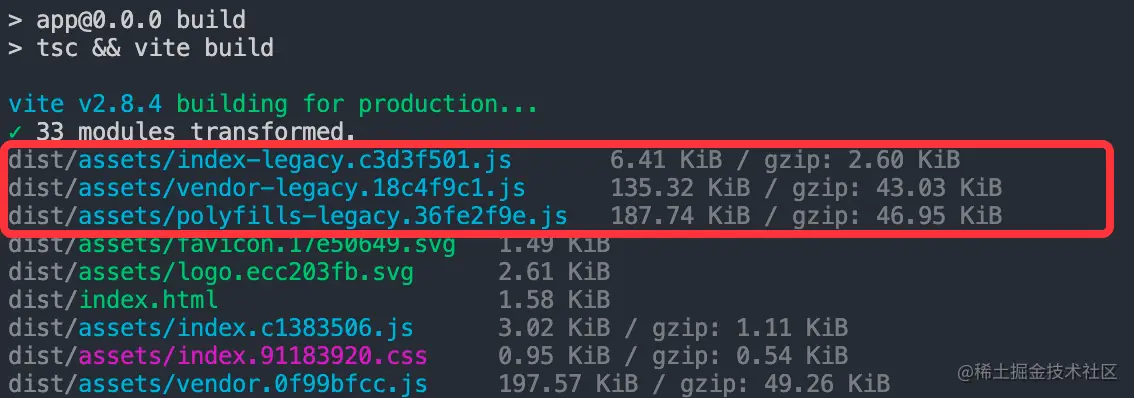 > app@0.0.0 build
> tsc && vite build
vite v2.8.4 building for production...
✓ 33 modules transformed.
dist/assets/index-legacy.c3d3f501.js 6.41 KiB / gzip: 2.60 KiB
dist/assets/vendor-legacy.18c4f9c1.js 135.32 KiB / gzip: 43.03 KiB
dist/assets/polyfills-legacy.36fe2f9e.js 187.74 KiB / gzip: 46.95 KiB
dist/assets/favicon.17e50649.svg 1.49 KiB
dist/assets/logo.ecc203fb.svg 2.61 KiB
dist/index.html 1.58 KiB
dist/assets/index.c1383506.js 3.02 KiB / gzip: 1.11 KiB
dist/assets/index.91183920.css 0.95 KiB / gzip: 0.54 KiB
dist/assets/vendor.0f99bfcc.js 197.57 KiB / gzip: 49.26 KiB
@稀土掘金技术社区